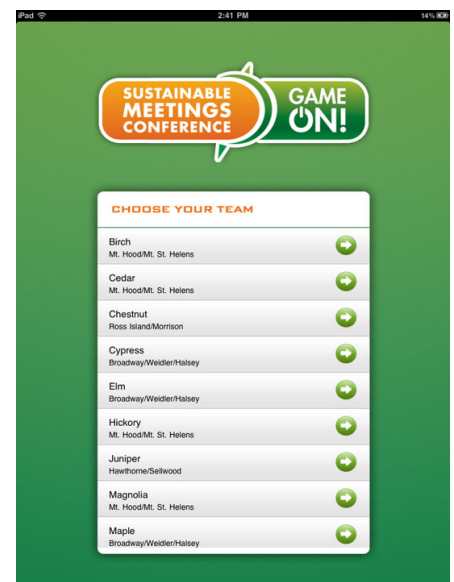 iPad 2:41 PM 14%
SUSTAINABLE
MEETINGS
CONFERENCE
GAME
ON!
CHOOSE YOUR TEAM
Birch
Mt. Hood/Mt. St. Helens
Cedar
Mt. Hood/Mt. St. Helens
Chestnut
Ross Island/Morrison
Cypress
Broadway/Weidler/Halsey
Elm
Broadway/Weidler/Halsey
Hickory
Mt. Hood/Mt. St. Helens
Juniper
Hawthorne/Sellwood
Magnolia
Mt. Hood/Mt. St. Helens
Maple
Broadway/Weidler/Halsey